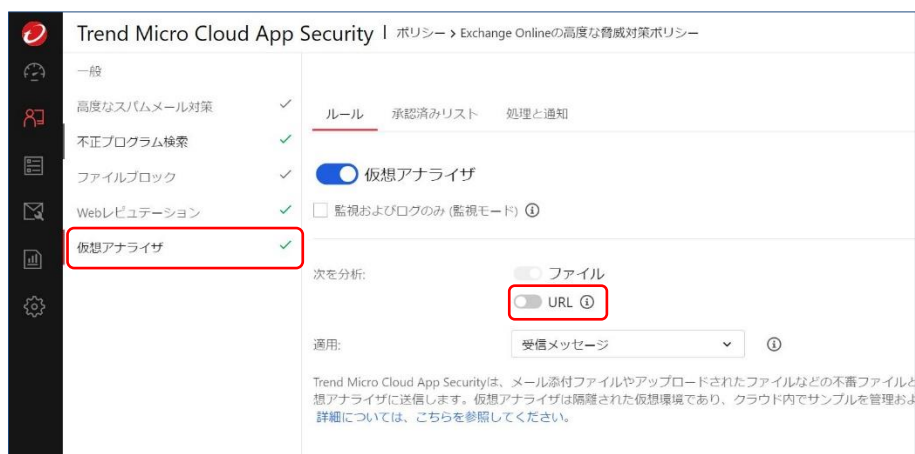 Trend Micro Cloud App Security | ポリシー > Exchange Onlineの高度な脅威対策ポリシー
一般
高度なスパムメール対策
不正プログラム検索
ファイルブロック
Webレピュテーション
仮想アナライザ
ルール 承認済みリスト 処理と通知
仮想アナライザ
監視およびログのみ (監視モード)
次を分析: ファイル
URL
適用: 受信メッセージ
Trend Micro Cloud App Securityは、メール添付ファイルやアップロードされたファイルなどの不審ファイルと
想アナライザに送信します。仮想アナライザは隔離された仮想環境であり、クラウド内でサンプルを管理およ
詳細については、こちらを参照してください。